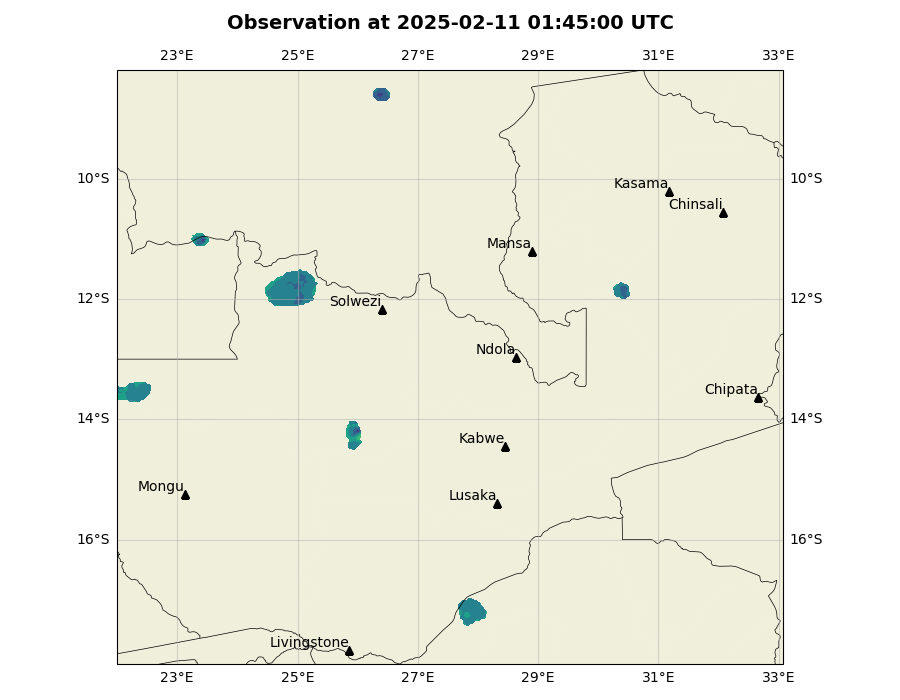 Observation at 2025-02-11 01:45:00 UTC
23°E 25°E 27°E 29°E 31°E 33°E
10°S 10°S
Kasama
Chinsali
Mansa
12°S 12°S
Solwezi
Ndola
Chipata
14°S 14°S
Kabwe
Mongu
Lusaka
16°S 16°S
Livingstone
23°E 25°E 27°E 29°E 31°E 33°E